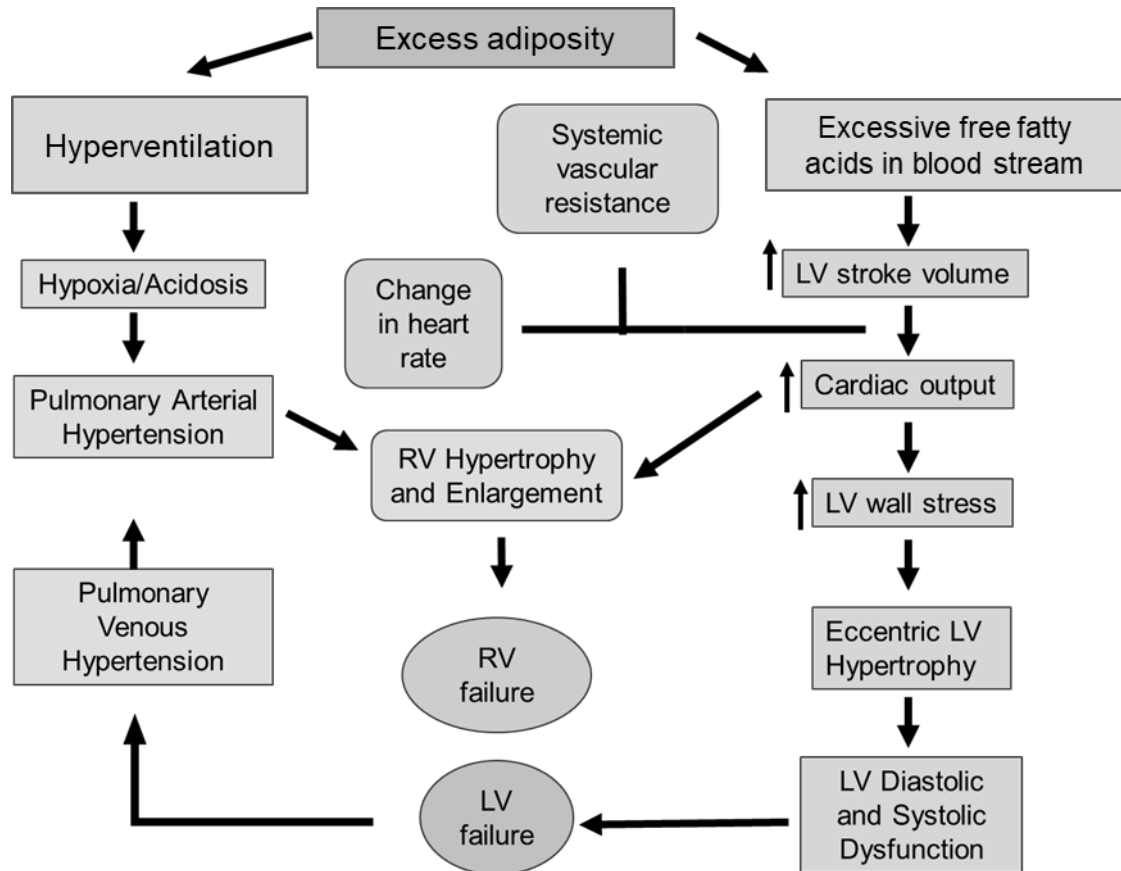 Excess adiposity
Hyperventilation
Systemic
vascular
resistance
Excessive free fatty
acids in blood stream
Hypoxia/Acidosis
Change
in heart
rate
LV stroke volume
Pulmonary Arterial
Hypertension
Cardiac output
RV Hypertrophy
and Enlargement
LV wall stress
Pulmonary
Venous
Hypertension
RV
failure
Eccentric LV
Hypertrophy
LV
failure
LV Diastolic
and Systolic
Dysfunction